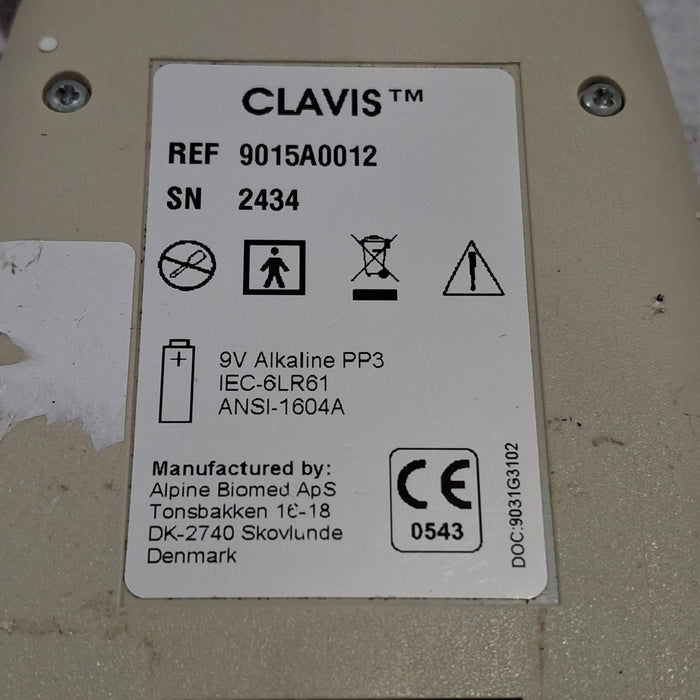 CLAVIS™
REF 9015A0012
SN 2434
9V Alkaline PP3
IEC-6LR61
ANSI-1604A
Manufactured by:
Alpine Biomed ApS
Tonsbakken 16-18
DK-2740 Skovlunde
Denmark
CE
0543
DOC:9031G3102